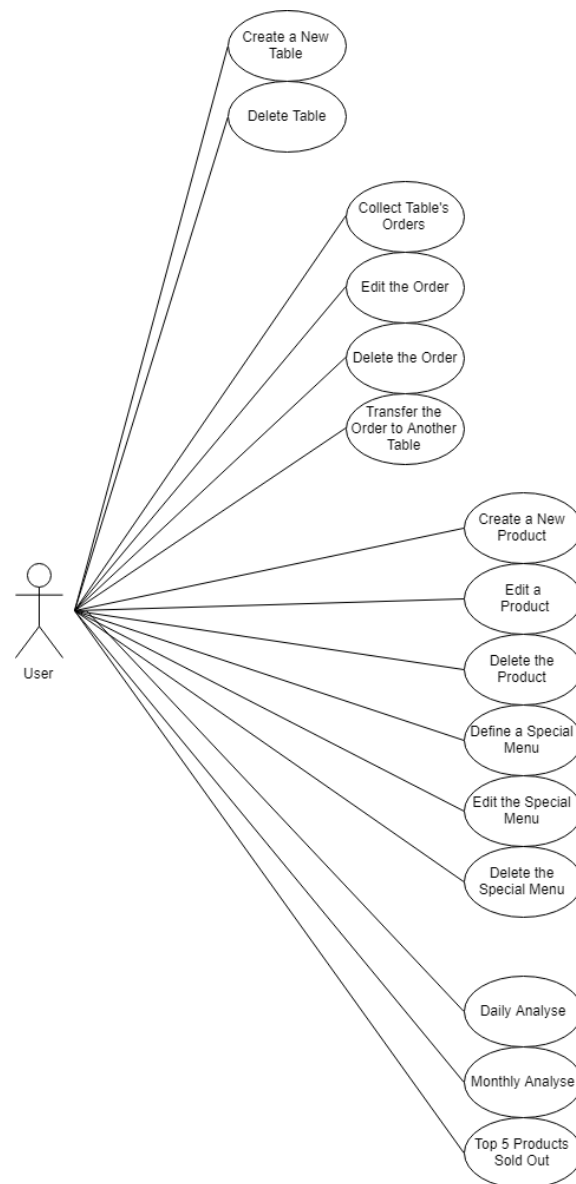 Create a New
Table
Delete Table
Collect Table's
Orders
Edit the Order
Delete the Order
Transfer the
Order to Another
Table
Create a New
Product
Edit a
Product
Delete the
Product
Define a Special
Menu
Edit the Special
Menu
Delete the
Special Menu
Daily Analyse
Monthly Analyse
Top 5 Products
Sold Out
User